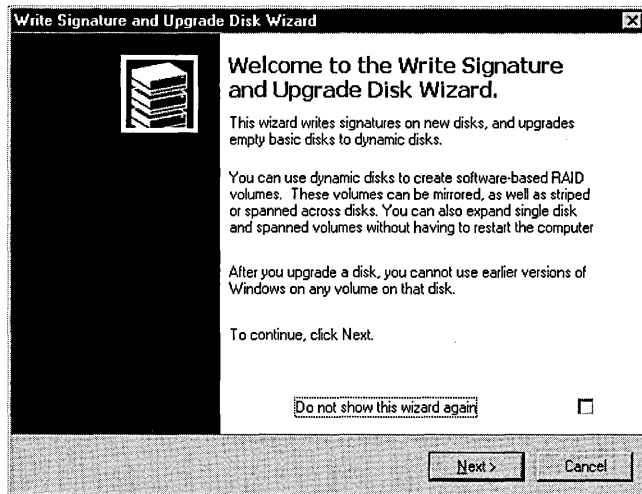 Write Signature and Upgrade Disk Wizard
Welcome to the Write Signature
and Upgrade Disk Wizard.
This wizard writes signatures on new disks, and upgrades
empty basic disks to dynamic disks.
You can use dynamic disks to create software-based RAID
volumes. These volumes can be mirrored, as well as striped
or spanned across disks. You can also expand single disk
and spanned volumes without having to restart the computer
After you upgrade a disk, you cannot use earlier versions of
Windows on any volume on that disk.
To continue, click Next.
Do not show this wizard again
Next >
Cancel